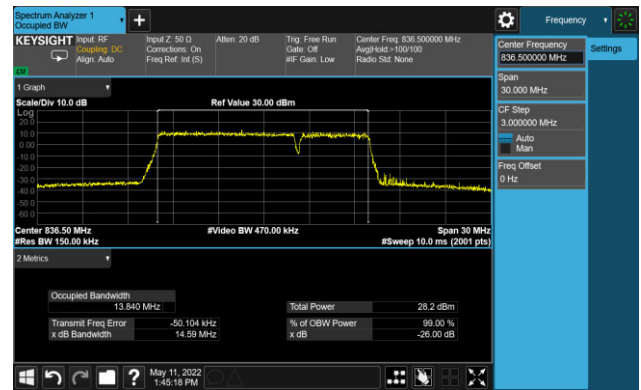 Spectrum Analyzer 1
Occupied BW
Frequency
KEYSIGHT Input: RF Input Z: 50 Ω Atten: 20 dB Trig: Free Run Center Freq: 836.500000 MHz
Coupling: DC Corrections: On Gate: Off Avg|Hold:>100/100
Align: Auto Freq Ref: Int (S) #IF Gain: Low Radio Std: None
Center Frequency
836.500000 MHz
Settings
Span
30.000 MHz
CF Step
3.000000 MHz
Auto
Man
Freq Offset
0 Hz
1 Graph
Scale/Div 10.0 dB Ref Value 30.00 dBm
Log
20.0
10.0
0.00
-10.0
-20.0
-30.0
-40.0
-50.0
-60.0
Center 836.50 MHz #Video BW 470.00 kHz Span 30 MHz
#Res BW 150.00 kHz #Sweep 10.0 ms (2001 pts)
2 Metrics
Occupied Bandwidth
13.840 MHz Total Power 28.2 dBm
Transmit Freq Error -50.104 kHz % of OBW Power 99.00 %
x dB Bandwidth 14.59 MHz x dB -26.00 dB
? May 11, 2022
1:45:18 PM